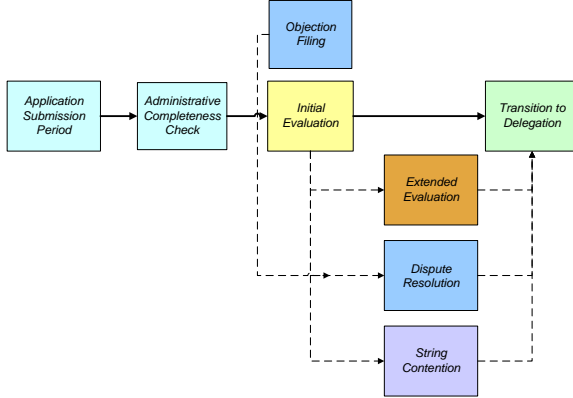 Objection
Filing
Application
Submission
Period
Administrative
Completeness
Check
Initial
Evaluation
Transition to
Delegation
Extended
Evaluation
Dispute
Resolution
String
Contention